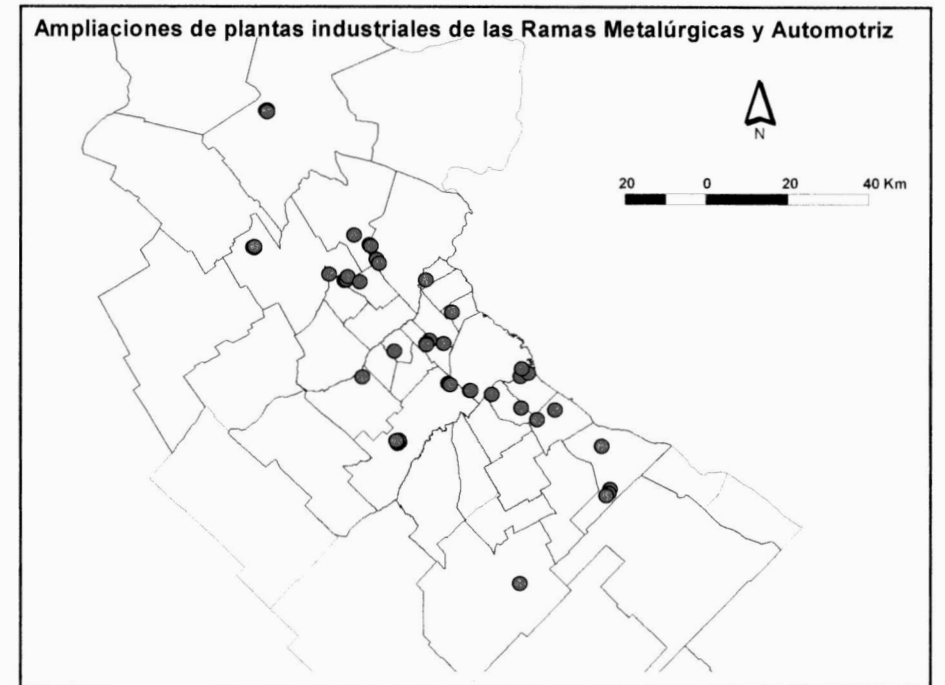 Ampliaciones de plantas industriales de las Ramas Metalúrgicas y Automotriz
N
20 0 20 40 Km